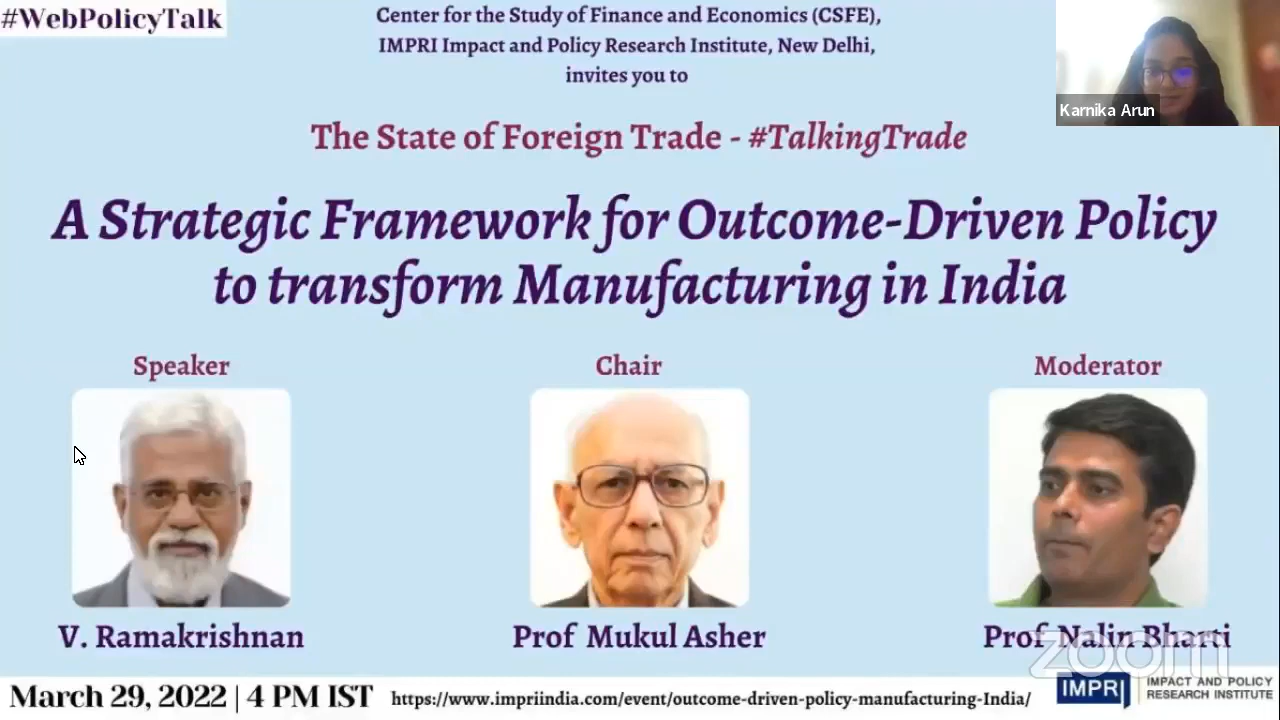 #WebPolicyTalk
Center for the Study of Finance and Economics (CSFE),
IMPRI Impact and Policy Research Institute, New Delhi,
invites you to
Karnika Arun
The State of Foreign Trade - #TalkingTrade
A Strategic Framework for Outcome-Driven Policy
to transform Manufacturing in India
Speaker
Chair
Moderator
V. Ramakrishnan
Prof Mukul Asher
Prof Nalin Bharti
zoom
March 29, 2022 | 4 PM IST
https://www.impriindia.com/event/outcome-driven-policy-manufacturing-India/
IMPRI
IMPACT AND POLICY
RESEARCH INSTITUTE